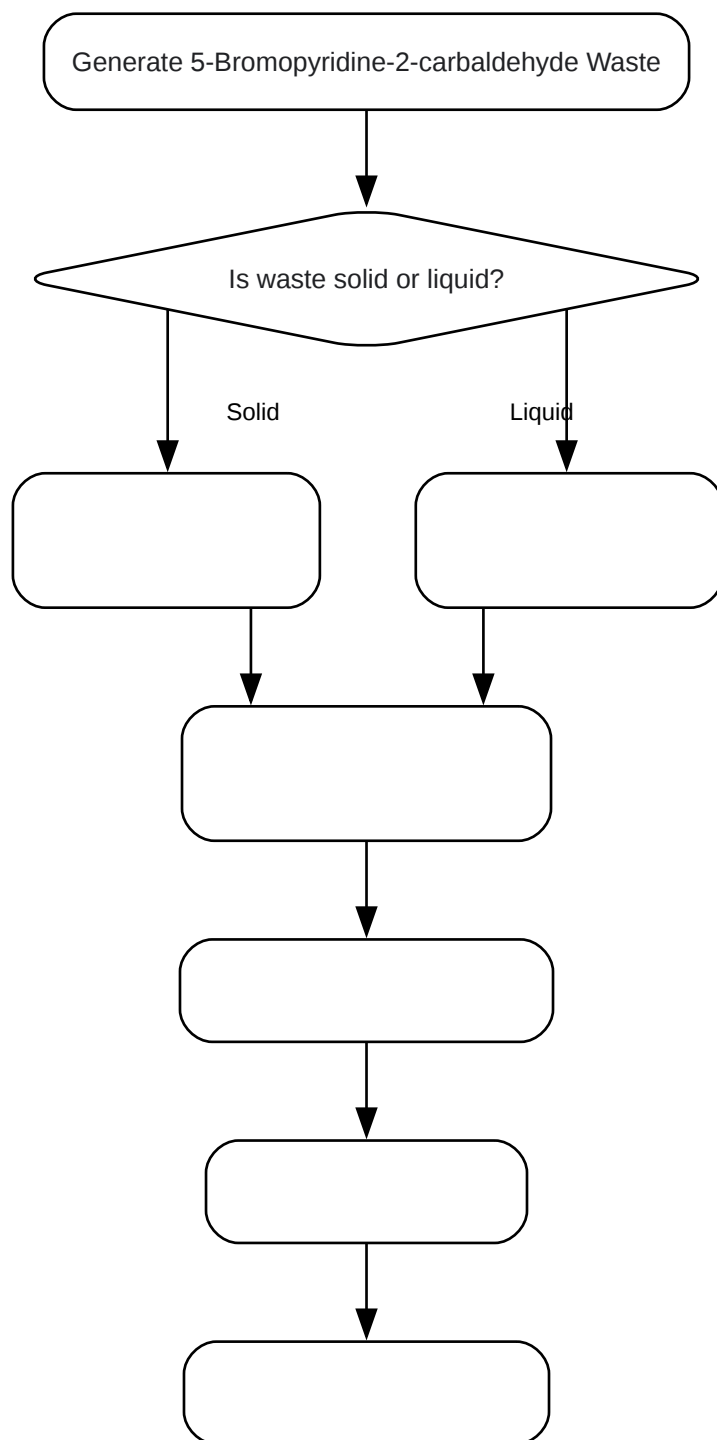 Generate 5-Bromopyridine-2-carbaldehyde Waste
Is waste solid or liquid?
Solid
Liquid